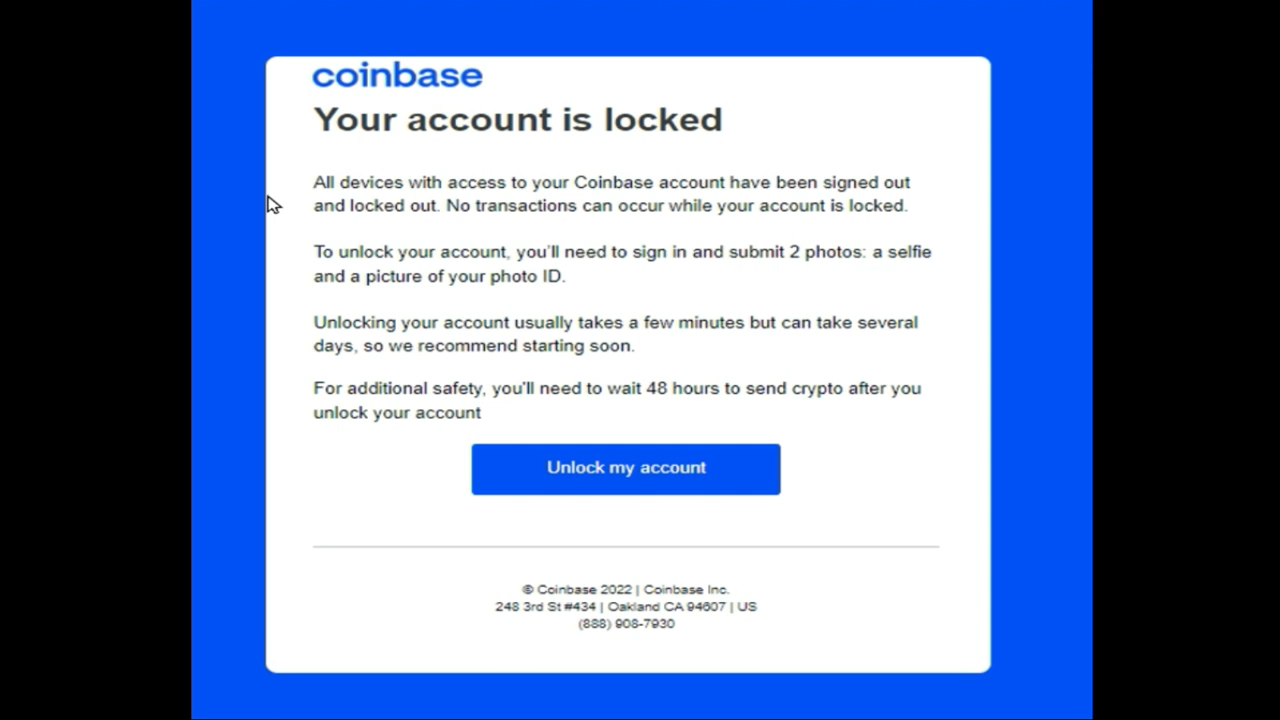 coinbase
Your account is locked
All devices with access to your Coinbase account have been signed out
and locked out. No transactions can occur while your account is locked.
To unlock your account, you'll need to sign in and submit 2 photos: a selfie
and a picture of your photo ID.
Unlocking your account usually takes a few minutes but can take several
days, so we recommend starting soon.
For additional safety, you'll need to wait 48 hours to send crypto after you
unlock your account
Unlock my account
© Coinbase 2022 | Coinbase Inc.
248 3rd St #434 | Oakland CA 94607 | US
(888) 908-7930